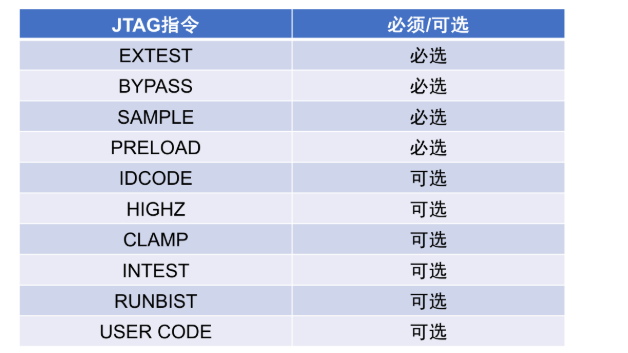 JTAG指令 必须/可选
EXTEST 必选
BYPASS 必选
SAMPLE 必选
PRELOAD 必选
IDCODE 可选
HIGHZ 可选
CLAMP 可选
INTEST 可选
RUNBIST 可选
USER CODE 可选